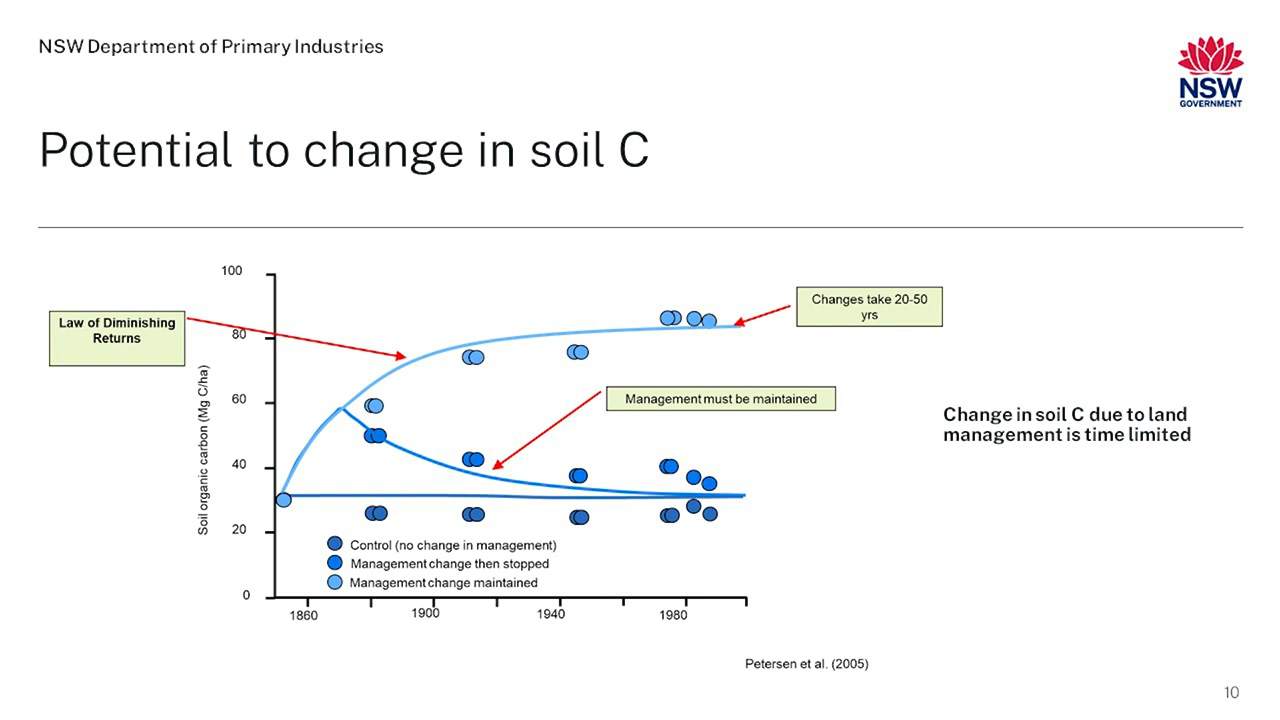 NSW Department of Primary Industries
NSW
GOVERNMENT
Potential to change in soil C
Law of Diminishing
Returns
Changes take 20-50
yrs
Management must be maintained
Change in soil C due to land
management is time limited
Soil organic carbon (Mg C/ha)
100
80
60
40
20
0
Control (no change in management)
Management change then stopped
Management change maintained
1860
1900
1940
1980
Petersen et al. (2005)
10